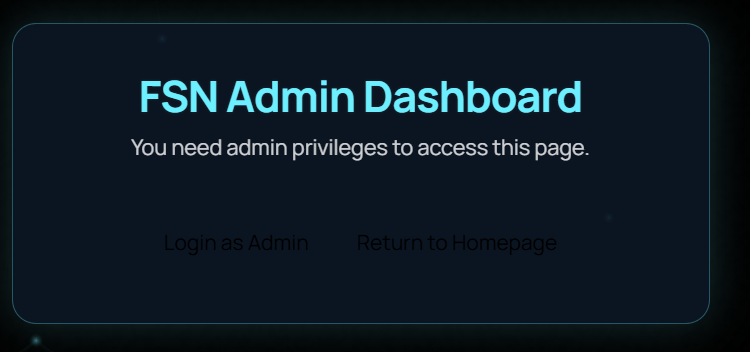 FSN Admin Dashboard
You need admin privileges to access this page.
Login as Admin Return to Homepage